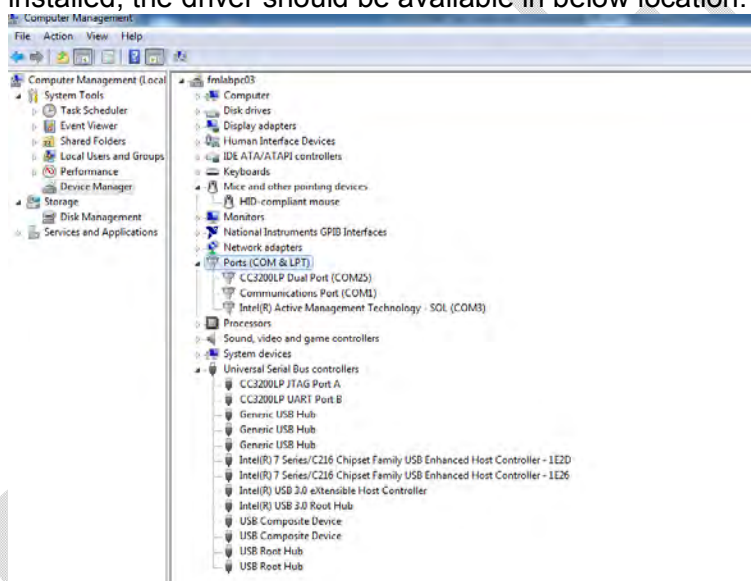 installed, the driver should be available in below location.
Computer Management
File Action View Help
Computer Management (Local
System Tools
Task Scheduler
Event Viewer
Shared Folders
Local Users and Groups
Performance
Device Manager
Storage
Disk Management
Services and Applications
fmlabpc03
Computer
Disk drives
Display adapters
Human Interface Devices
IDE ATA/ATAPI controllers
Keyboards
Mice and other pointing devices
HID-compliant mouse
Monitors
National Instruments GPIB Interfaces
Network adapters
Ports (COM & LPT)
CC3200LP Dual Port (COM25)
Communications Port (COM1)
Intel(R) Active Management Technology - SOL (COM3)
Processors
Sound, video and game controllers
System devices
Universal Serial Bus controllers
CC3200LP JTAG Port A
CC3200LP UART Port B
Generic USB Hub
Generic USB Hub
Generic USB Hub
Intel(R) 7 Series/C216 Chipset Family USB Enhanced Host Controller - 1E2D
Intel(R) 7 Series/C216 Chipset Family USB Enhanced Host Controller - 1E26
Intel(R) USB 3.0 eXtensible Host Controller
Intel(R) USB 3.0 Root Hub
USB Composite Device
USB Composite Device
USB Root Hub
USB Root Hub